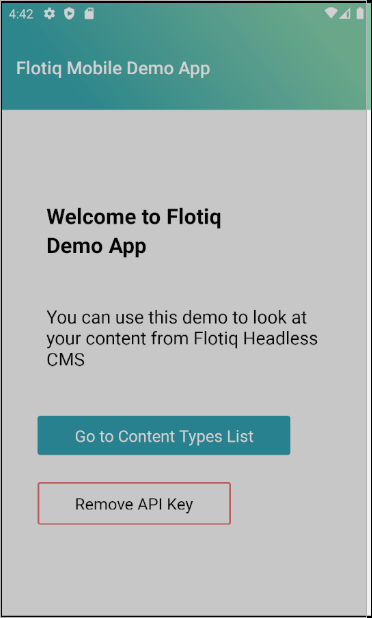 4:42
Flotiq Mobile Demo App
Welcome to Flotiq
Demo App
You can use this demo to look at
your content from Flotiq Headless
CMS
Go to Content Types List
Remove API Key